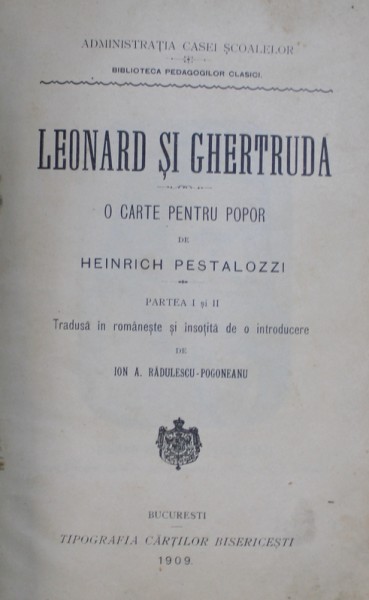 ADMINISTRAȚIA CASEI ȘCOALELOR
BIBLIOTECA PEDAGOGILOR CLASICI.
LEONARD ȘI GHERTRUDA
O CARTE PENTRU POPOR
DE
HEINRICH PESTALOZZI
PARTEA I și II
Tradusă în românește și însoțită de o introducere
DE
ION A. RĂDULESCU-POGONEANU
BUCURESTI
TIPOGRAFIA CĂRȚILOR BISERICEȘTI
1909